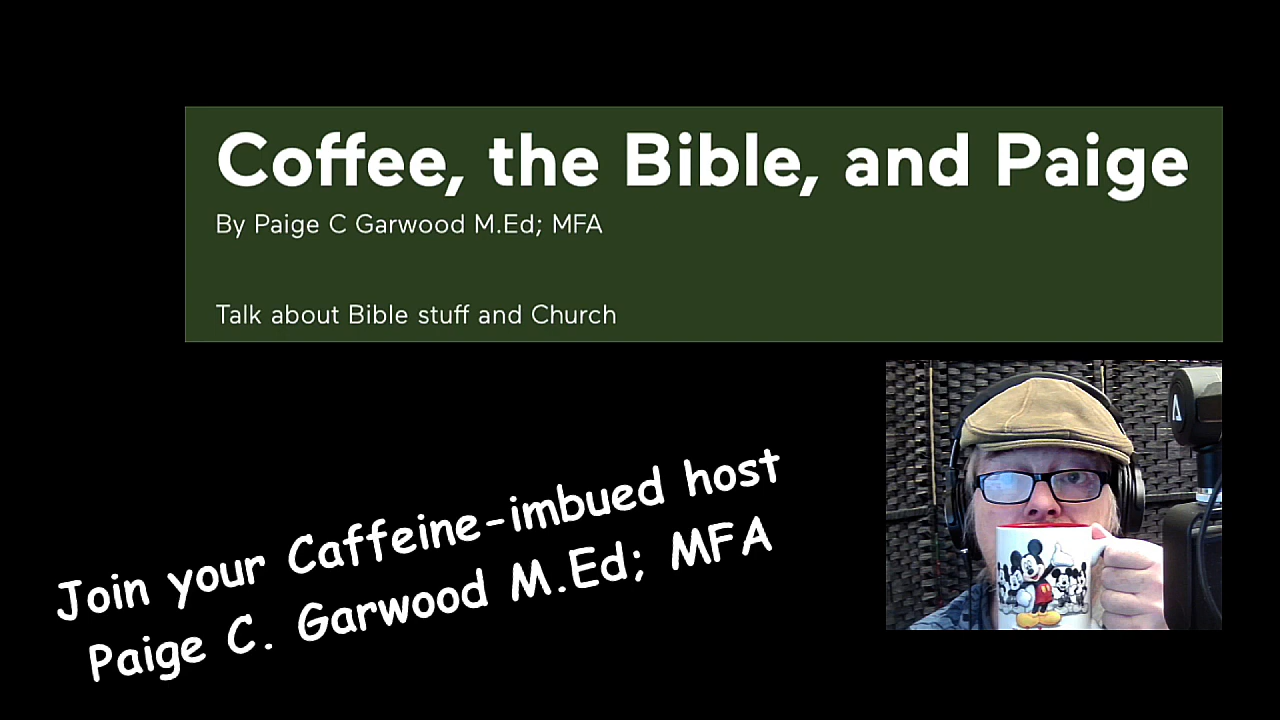 Coffee, the Bible, and Paige
By Paige C Garwood M.Ed; MFA
Talk about Bible stuff and Church
Join your Caffeine-imbued host
Paige C. Garwood M.Ed; MFA